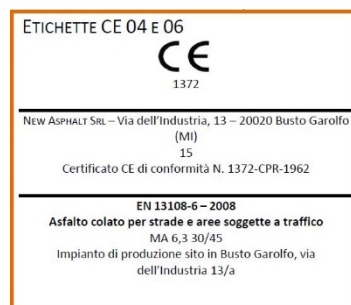 ETICHETTE CE 04 E 06
CE
1372
NEW ASPHALT SRL – Via dell'Industria, 13 – 20020 Busto Garolfo
(MI)
15
Certificato CE di conformità N. 1372-CPR-1962
EN 13108-6 – 2008
Asfalto colato per strade e aree soggette a traffico
MA 6,3 30/45
Impianto di produzione sito in Busto Garolfo, via
dell'Industria 13/a